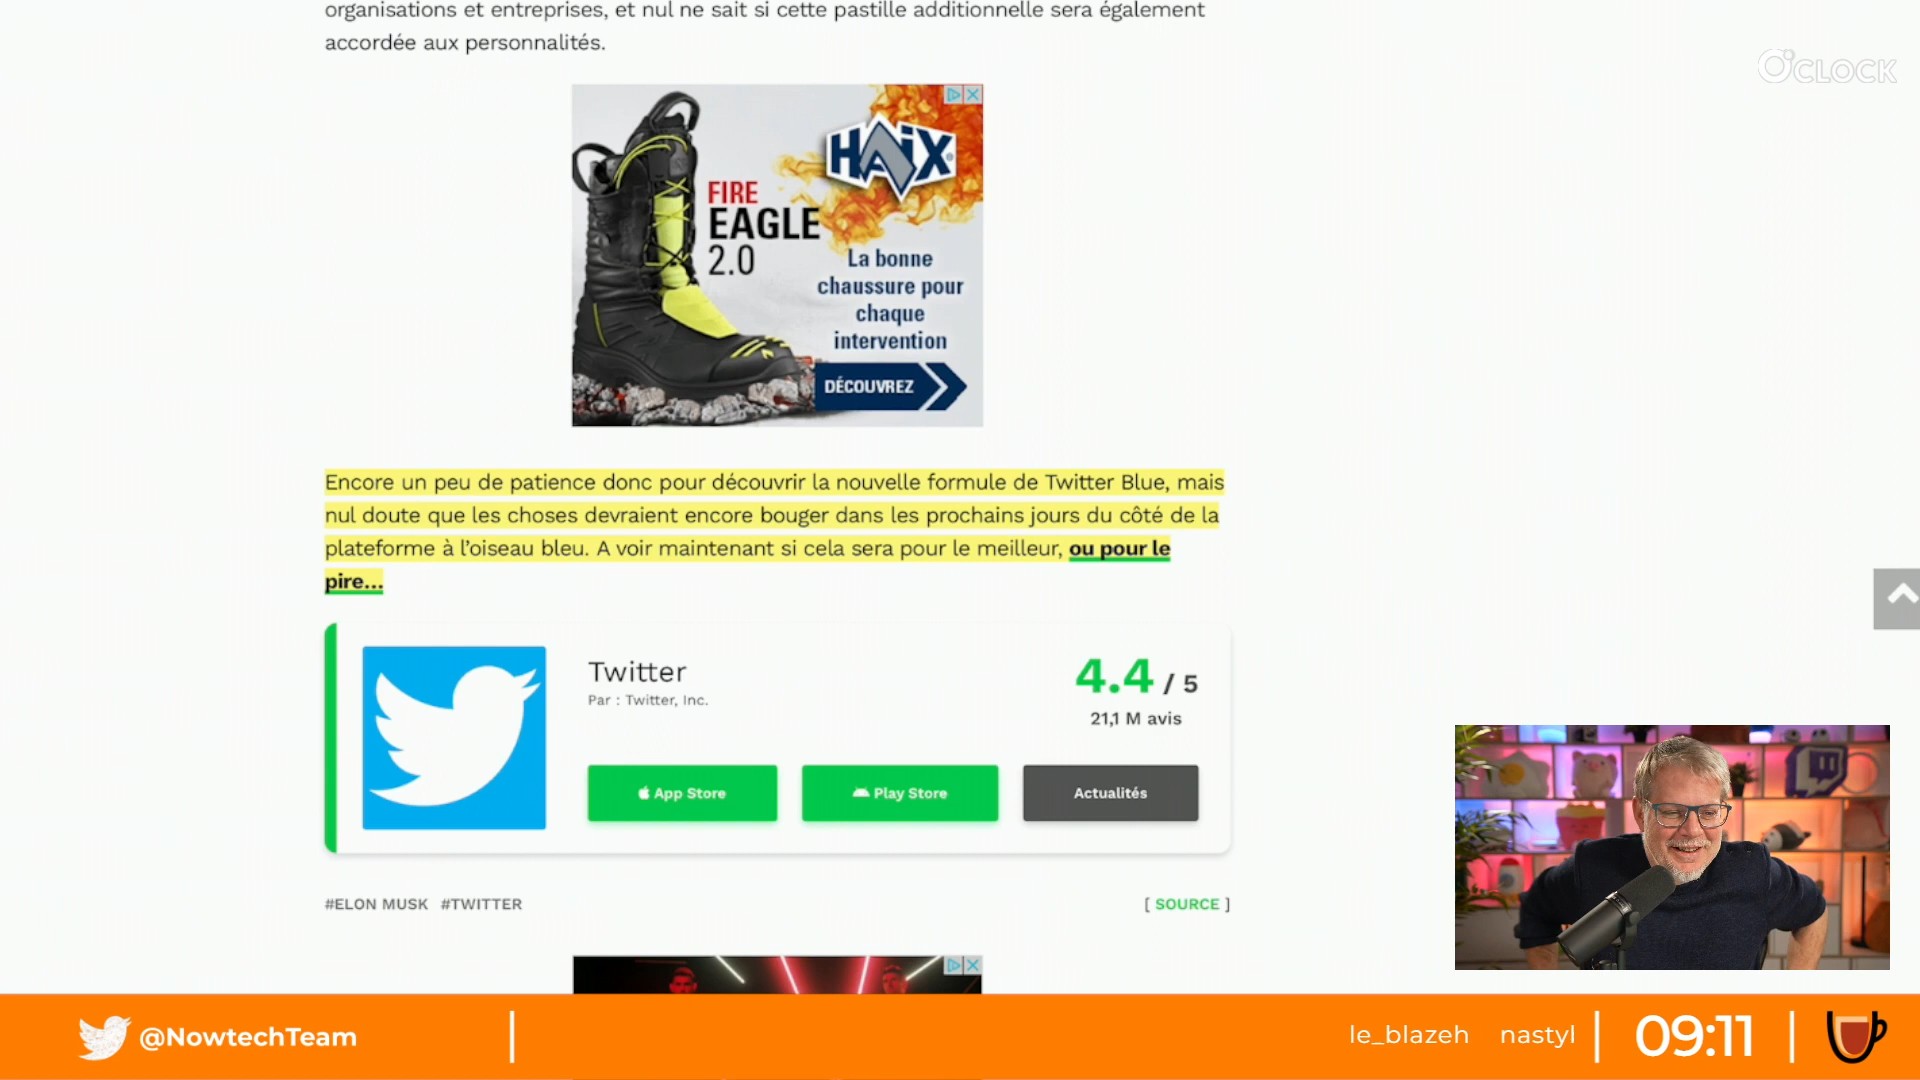 organisations et entreprises, et nul ne sait si cette pastille additionnelle sera également
accordée aux personnalités.
O'CLOCK
HAIX
FIRE
EAGLE
2.0
La bonne
chaussure pour
chaque
intervention
DÉCOUVREZ
Encore un peu de patience donc pour découvrir la nouvelle formule de Twitter Blue, mais
nul doute que les choses devraient encore bouger dans les prochains jours du côté de la
plateforme à l'oiseau bleu. A voir maintenant si cela sera pour le meilleur, ou pour le
pire...
Twitter
Par : Twitter, Inc.
4.4 / 5
21,1 M avis
App Store
Play Store
Actualités
#ELON MUSK #TWITTER
[ SOURCE ]
@NowtechTeam
le_blazeh nastyl
09:11